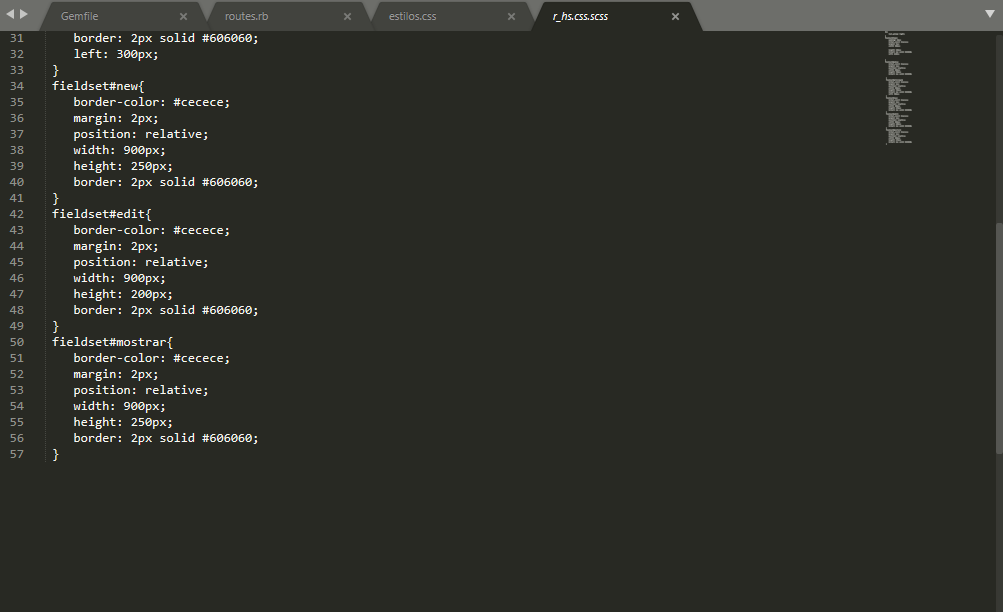 Gemfile × routes.rb × estilos.css × r_hs.css.scss ×
31 border: 2px solid #606060;
32 left: 300px;
33 }
34 fieldset#new{
35 border-color: #cecece;
36 margin: 2px;
37 position: relative;
38 width: 900px;
39 height: 250px;
40 border: 2px solid #606060;
41 }
42 fieldset#edit{
43 border-color: #cecece;
44 margin: 2px;
45 position: relative;
46 width: 900px;
47 height: 200px;
48 border: 2px solid #606060;
49 }
50 fieldset#mostrar{
51 border-color: #cecece;
52 margin: 2px;
53 position: relative;
54 width: 900px;
55 height: 250px;
56 border: 2px solid #606060;
57 }